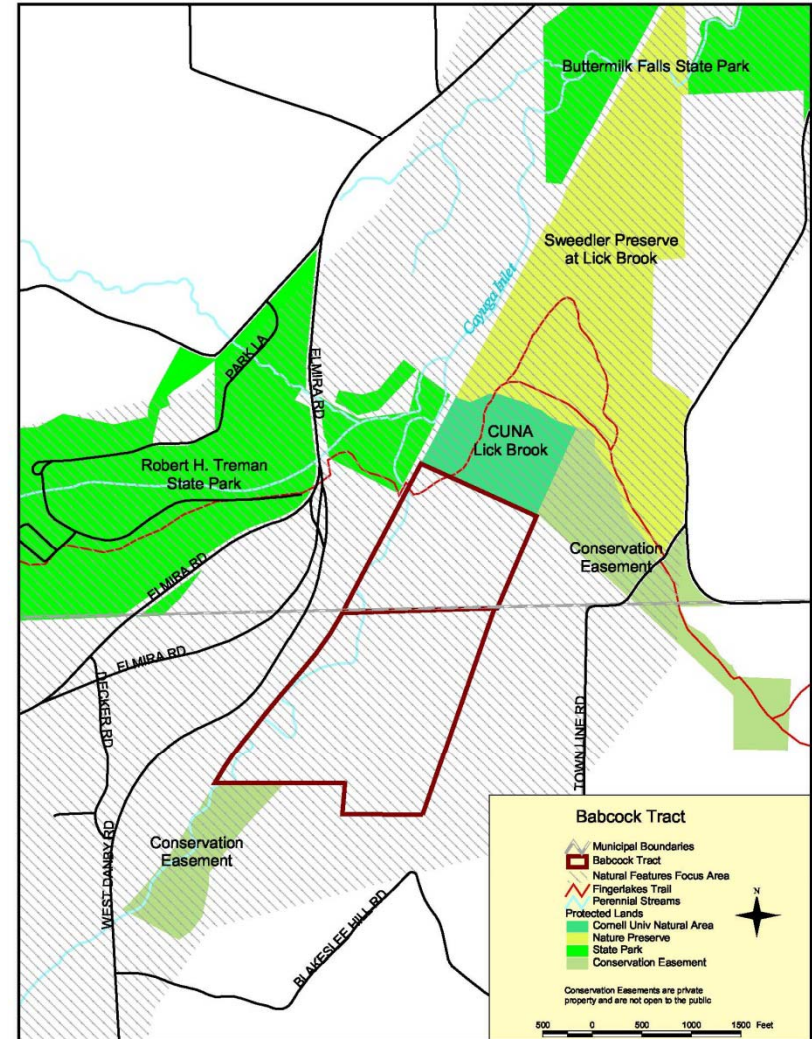 Buttermilk Falls State Park
Sweedler Preserve
at Lick Brook
Cayuga Inlet
PARK LA
ELMIRA RD
CUNA
Lick Brook
Robert H. Treman
State Park
Conservation
Easement
ELMIRA RD
ELMIRA RD
DECKER RD
TOWN LINE RD
WEST DANBY RD
Conservation
Easement
BLAKESLEE HILL RD
Babcock Tract
Municipal Boundaries
Babcock Tract
Natural Features Focus Area
Fingerlakes Trail
Perennial Streams
Protected Lands
Cornell Univ Natural Area
Nature Preserve
State Park
Conservation Easement
N
Conservation Easements are private
property and are not open to the public
500 0 500 1000 1500 Feet